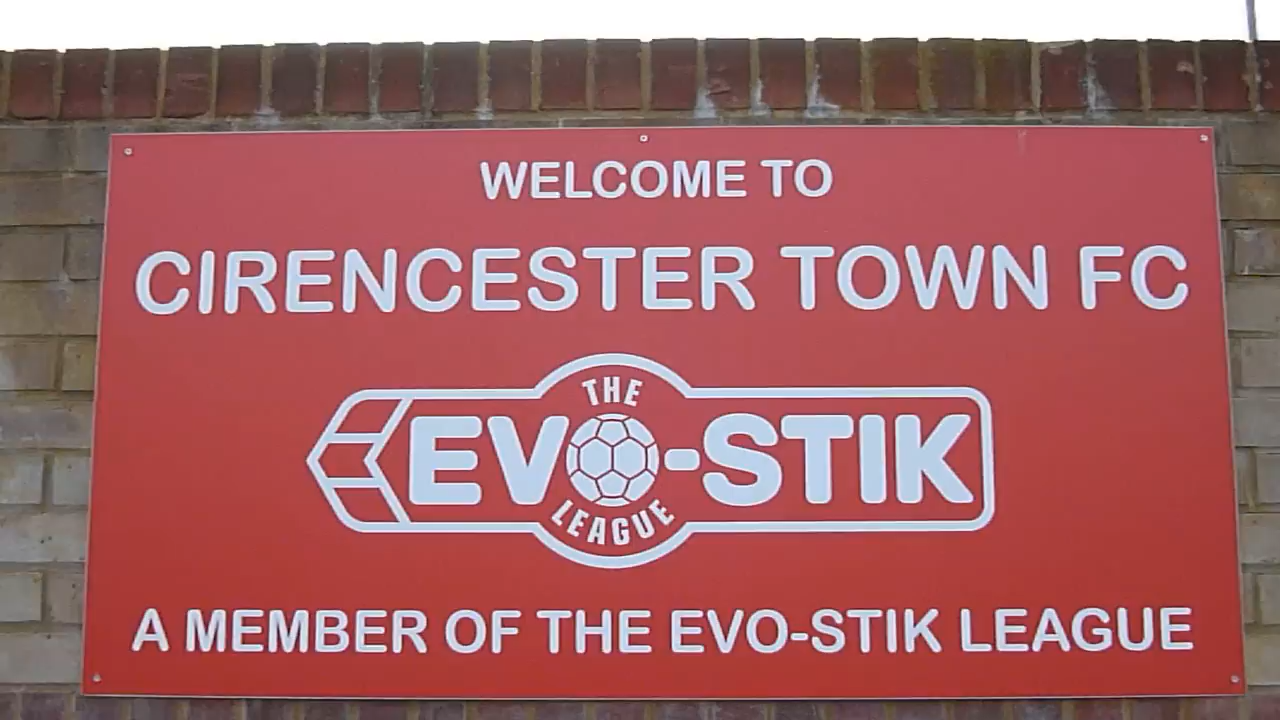 WELCOME TO
CIRENCESTER TOWN FC
THE
EVO-STIK
LEAGUE
A MEMBER OF THE EVO-STIK LEAGUE